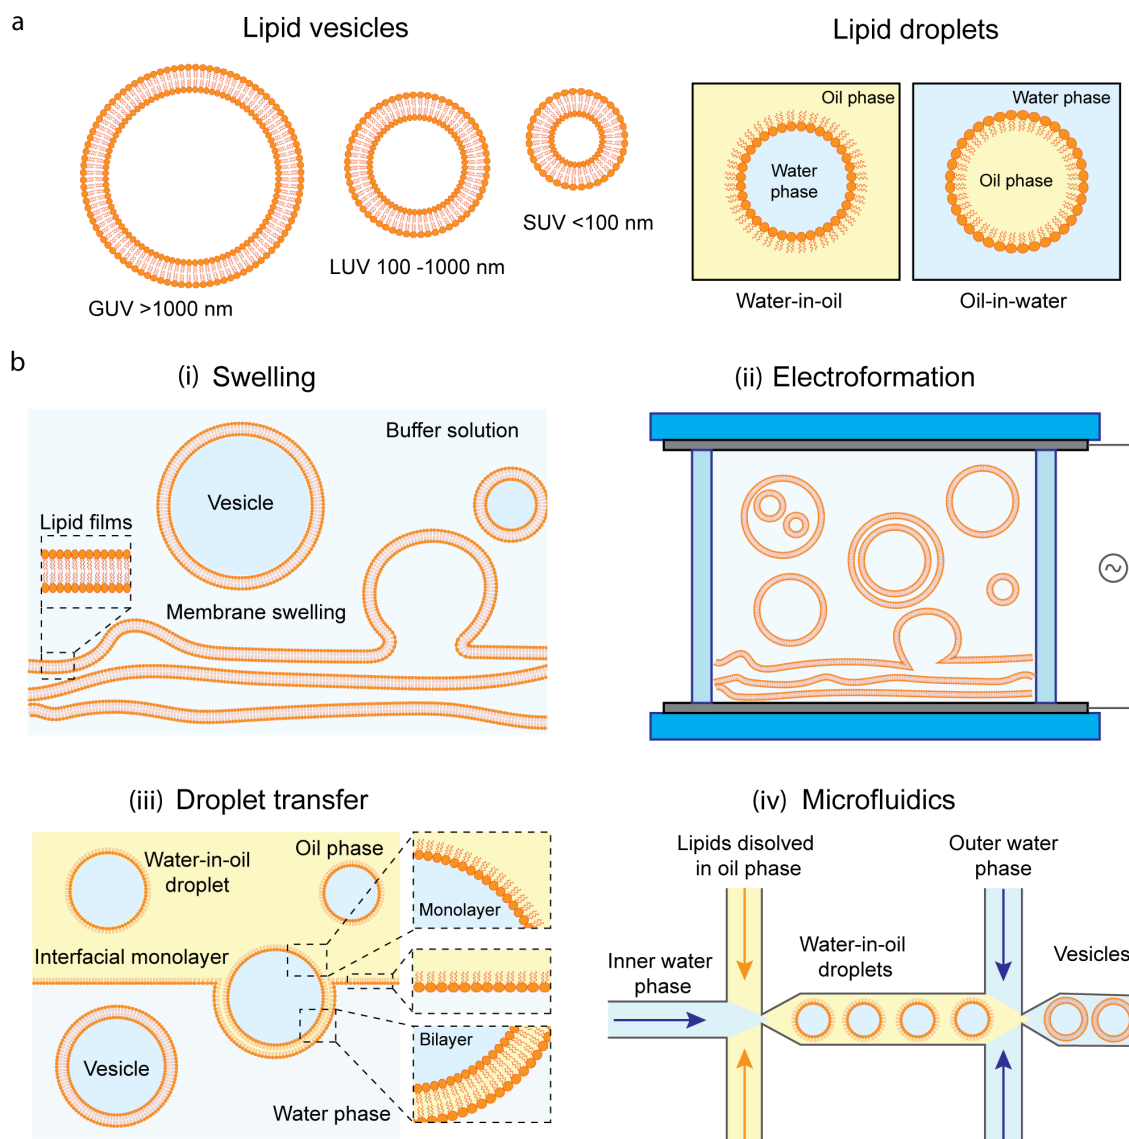 a
Lipid vesicles
Lipid droplets
GUV >1000 nm
LUV 100 -1000 nm
SUV <100 nm
Oil phase
Water
phase
Water-in-oil
Water phase
Oil phase
Oil-in-water
b
(i) Swelling
Buffer solution
Vesicle
Lipid films
Membrane swelling
(ii) Electroformation
(iii) Droplet transfer
Water-in-oil
droplet
Oil phase
Interfacial monolayer
Vesicle
Water phase
Monolayer
Bilayer
(iv) Microfluidics
Lipids disolved
in oil phase
Outer water
phase
Inner water
phase
Water-in-oil
droplets
Vesicles